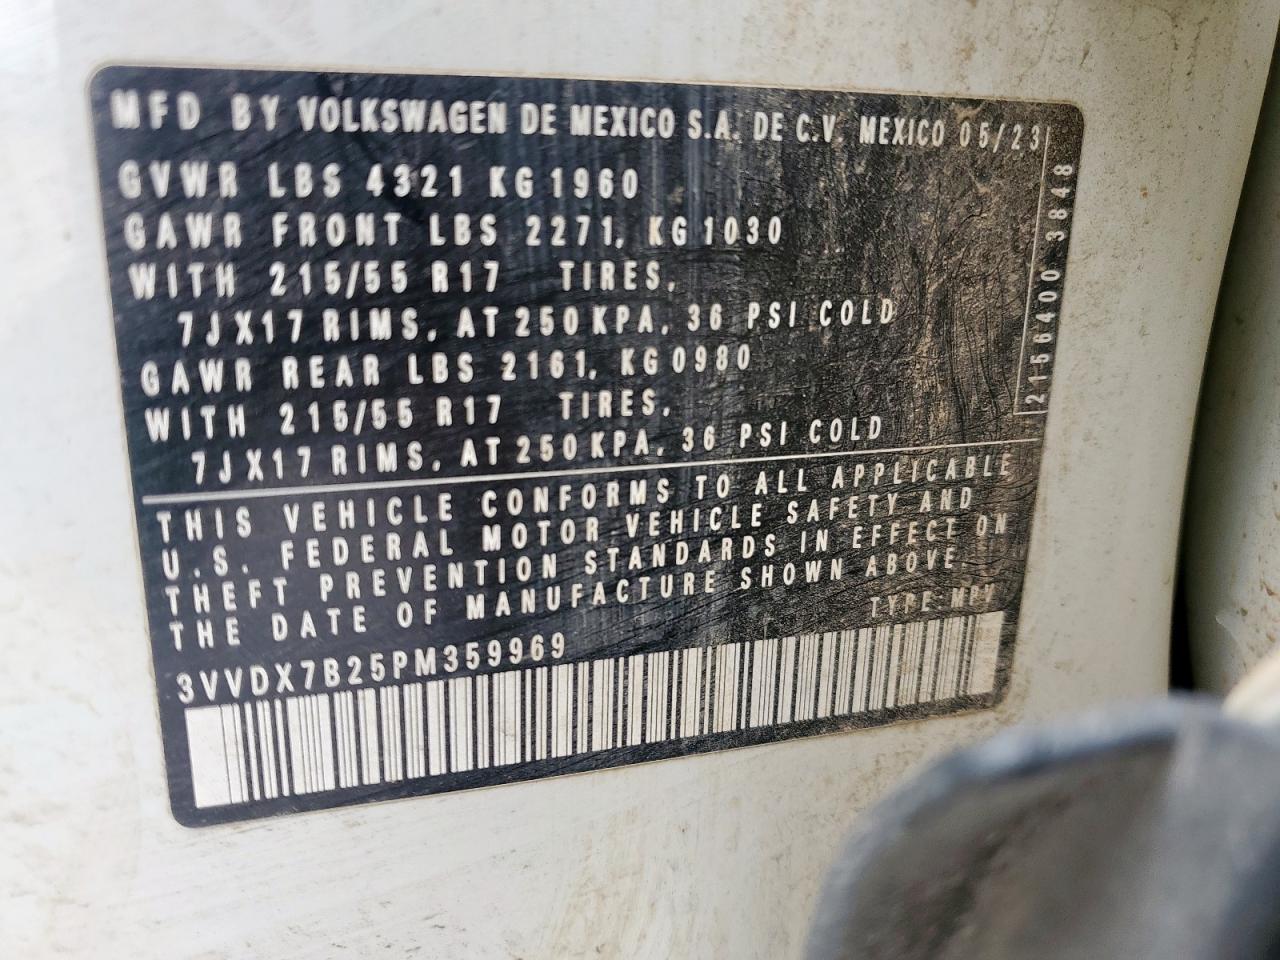 MFD BY VOLKSWAGEN DE MEXICO S.A. DE C.V. MEXICO 05/23
GVWR LBS 4321 KG 1960
GAWR FRONT LBS 2271, KG 1030
WITH 215/55 R17 TIRES,
7JX17 RIMS, AT 250 KPA, 36 PSI COLD
GAWR REAR LBS 2161, KG 0980
WITH 215/55 R17 TIRES,
7JX17 RIMS, AT 250 KPA, 36 PSI COLD
2156400 3848
THIS VEHICLE CONFORMS TO ALL APPLICABLE
U.S. FEDERAL MOTOR VEHICLE SAFETY AND
THEFT PREVENTION STANDARDS IN EFFECT ON
THE DATE OF MANUFACTURE SHOWN ABOVE.
TYPE: MPV
3VVDX7B25PM359969